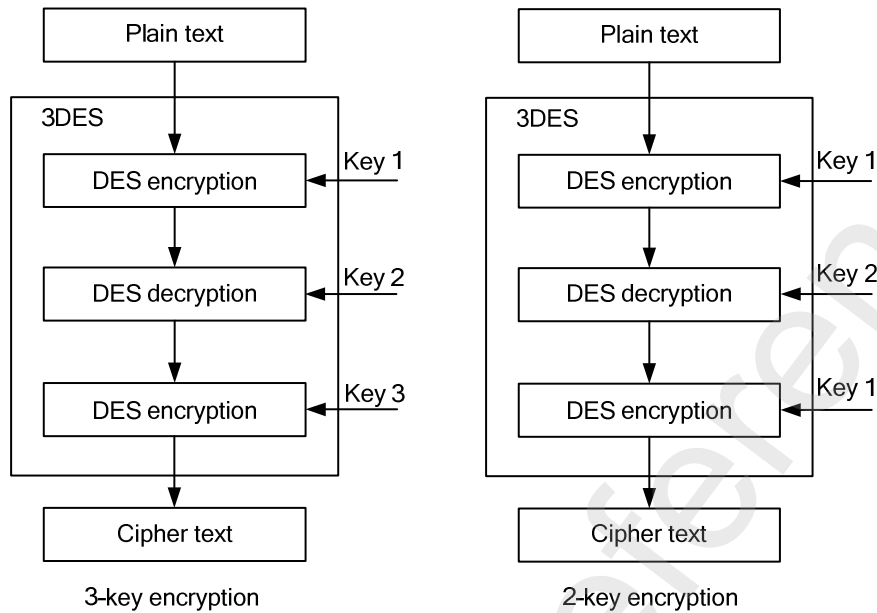 Plain text
3DES
Key 1
DES encryption
Key 2
DES decryption
Key 3
DES encryption
Cipher text
3-key encryption
Plain text
3DES
Key 1
DES encryption
Key 2
DES decryption
Key 1
DES encryption
Cipher text
2-key encryption